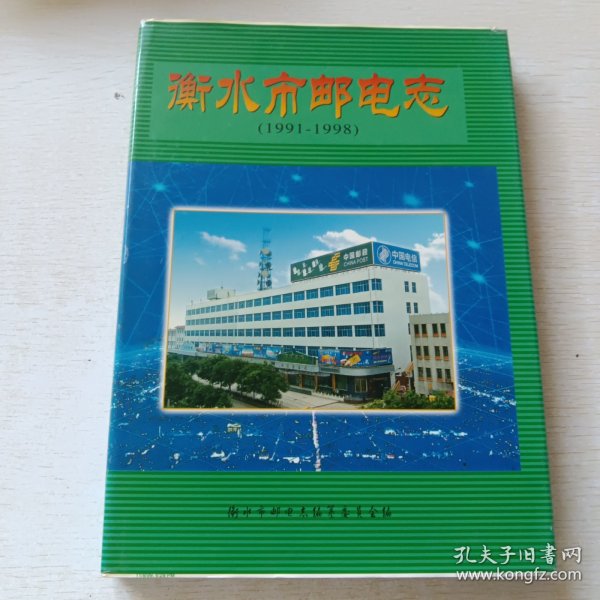 衡水市邮电志
(1991-1998)
中国邮政
CHINA POST
中国电信
CHINA TELECOM
衡水市邮电志编纂委员会编
孔夫子旧书网
www.kongfz.com